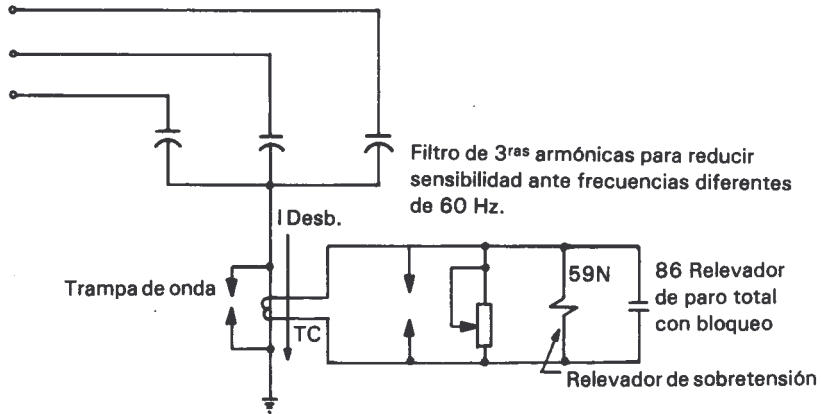 Filtro de 3ras armónicas para reducir
sensibilidad ante frecuencias diferentes
de 60 Hz.
I Desb.
Trampa de onda
TC
59N
86 Relevador
de paro total
con bloqueo
Relevador de sobretensión